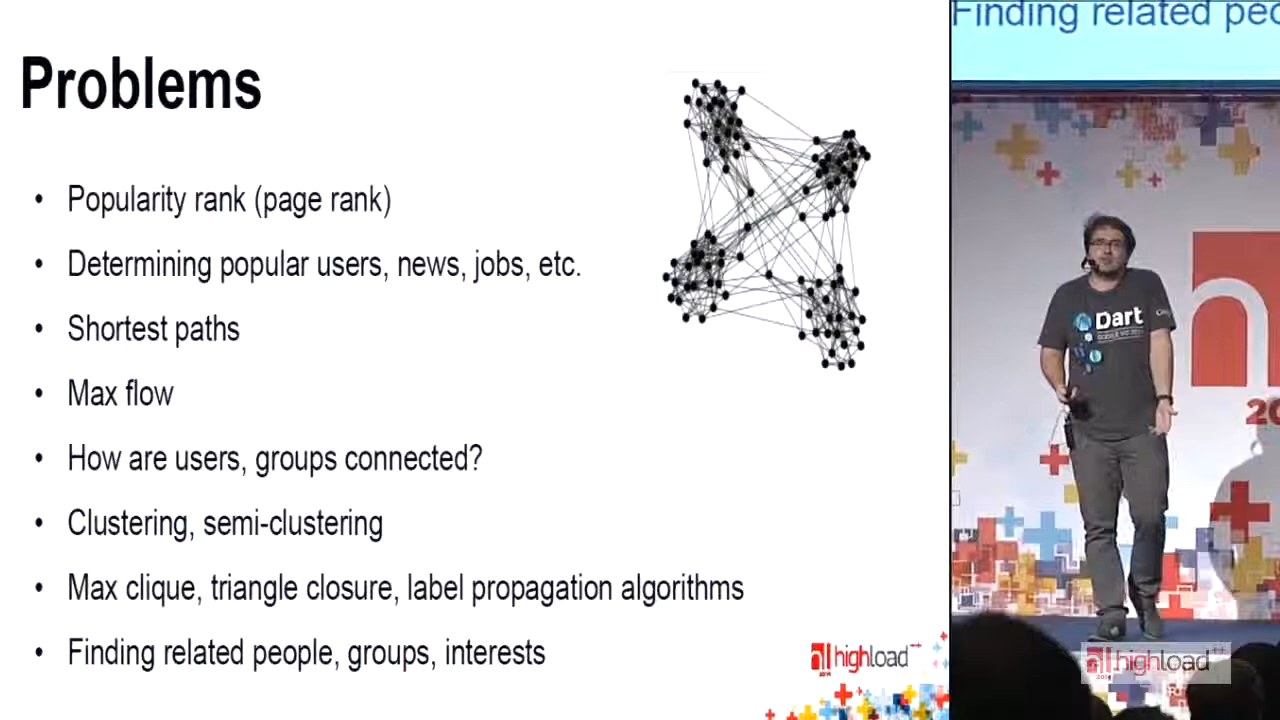 Problems
• Popularity rank (page rank)
• Determining popular users, news, jobs, etc.
• Shortest paths
• Max flow
• How are users, groups connected?
• Clustering, semi-clustering
• Max clique, triangle closure, label propagation algorithms
• Finding related people, groups, interests
highload++
2014
Finding related peo
Dart
h
20
highload++